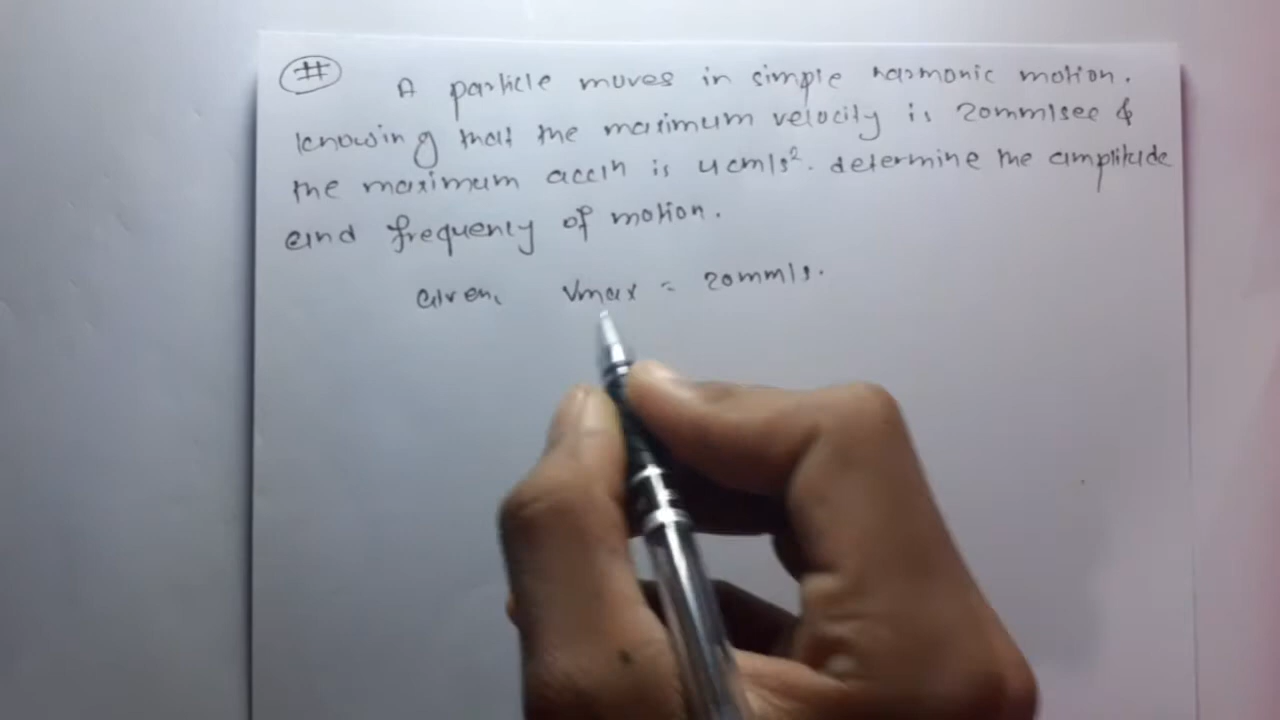 # A particle moves in simple harmonic motion.
knowing that the maximum velocity is 20mm/sec &
the maximum accln is 4cm/s². determine the amplitude
and frequency of motion.
Given, Vmax = 20mm/s.